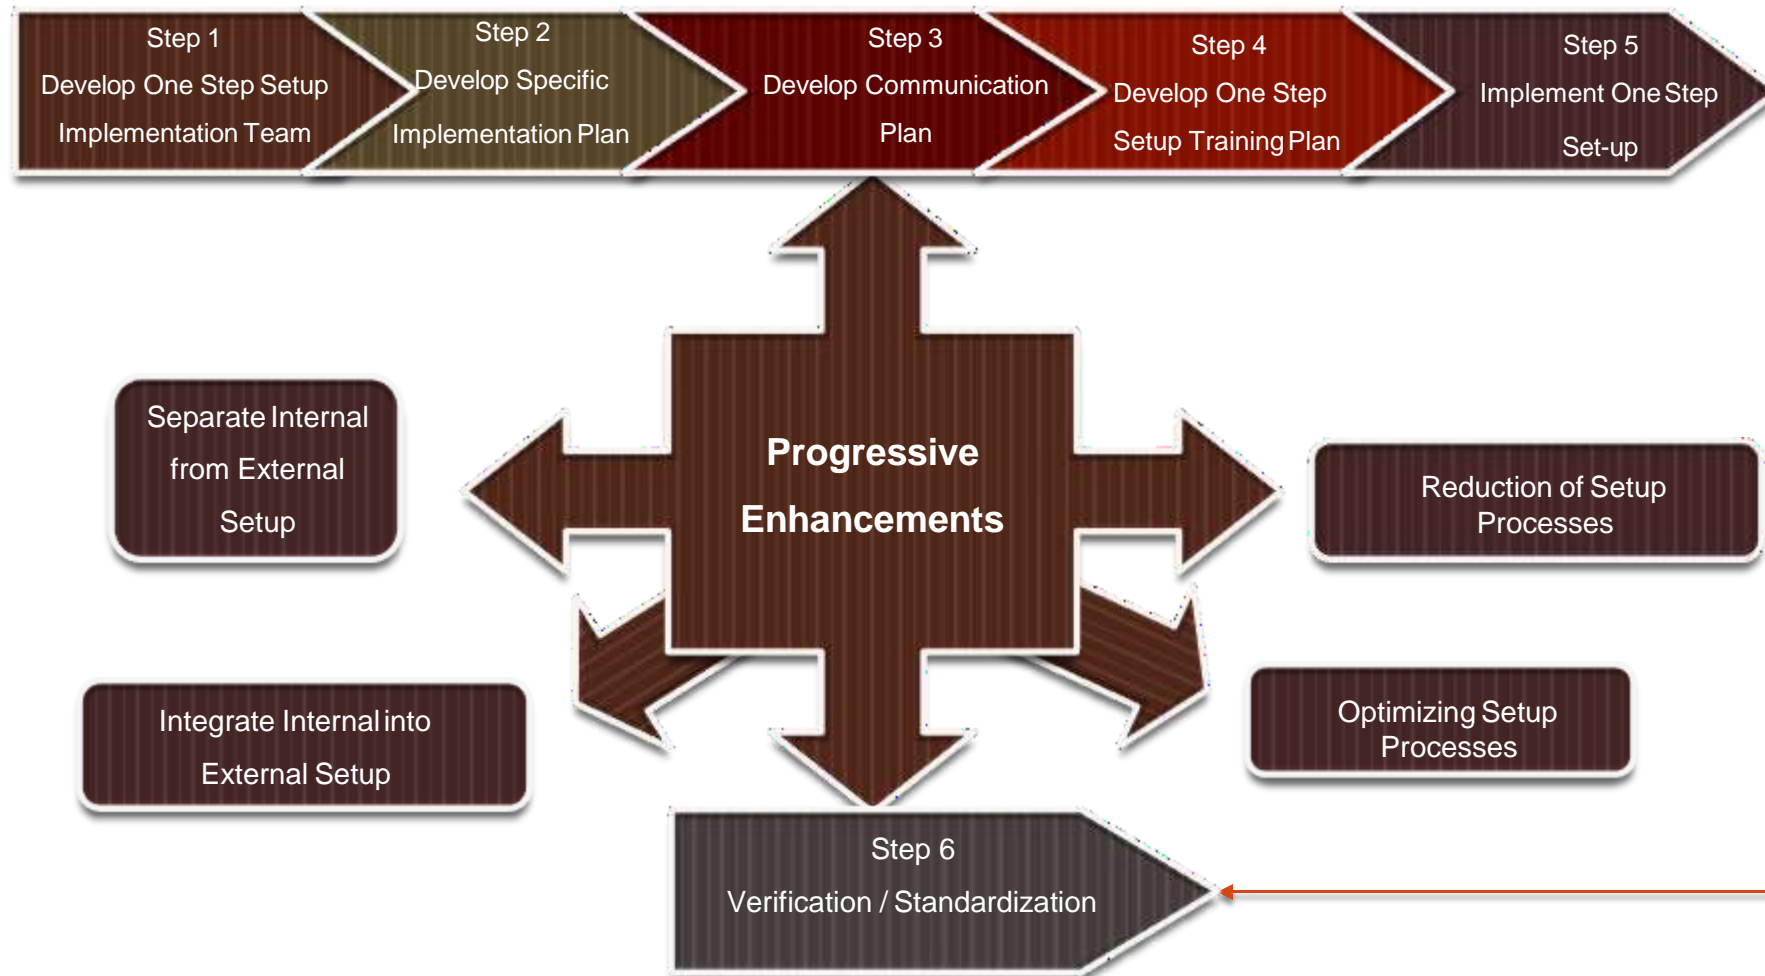 Step 1
Develop One Step Setup
Implementation Team
Step 2
Develop Specific
Implementation Plan
Step 3
Develop Communication
Plan
Step 4
Develop One Step
Setup Training Plan
Step 5
Implement One Step
Set-up
Separate Internal
from External
Setup
Progressive
Enhancements
Reduction of Setup
Processes
Integrate Internal into
External Setup
Optimizing Setup
Processes
Step 6
Verification / Standardization